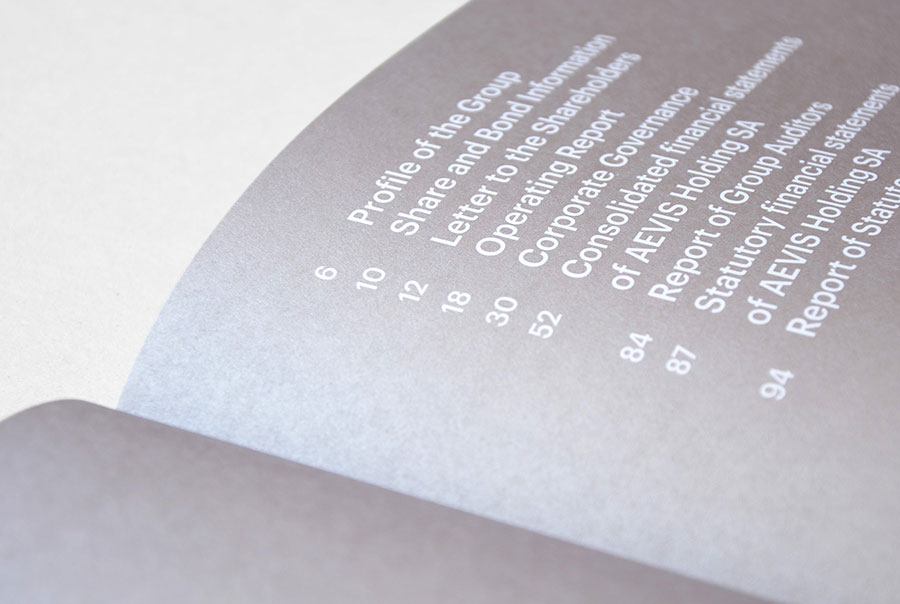 6 Profile of the Group
10 Share and Bond Information
12 Letter to the Shareholders
18 Operating Report
30 Corporate Governance
52 Consolidated financial statements
of AEVIS Holding SA
84 Report of Group Auditors
87 Statutory financial statements
of AEVIS Holding SA
94 Report of